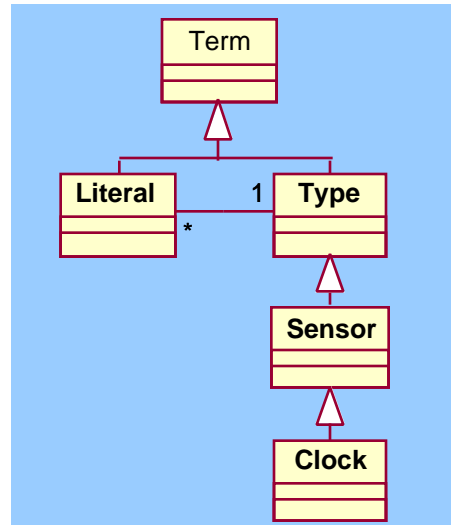 Term
Literal
1
Type
*
Sensor
Clock